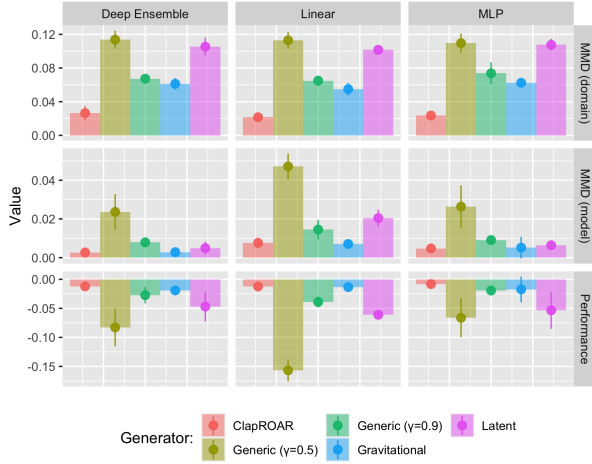 Deep Ensemble
Linear
MLP
0.12
0.08
0.04
0.00
MMD (domain)
0.04
0.02
0.00
MMD (model)
0.00
-0.05
-0.10
-0.15
Performance
Value
Generator:
ClapROAR
Generic (γ=0.9)
Latent
Generic (γ=0.5)
Gravitational